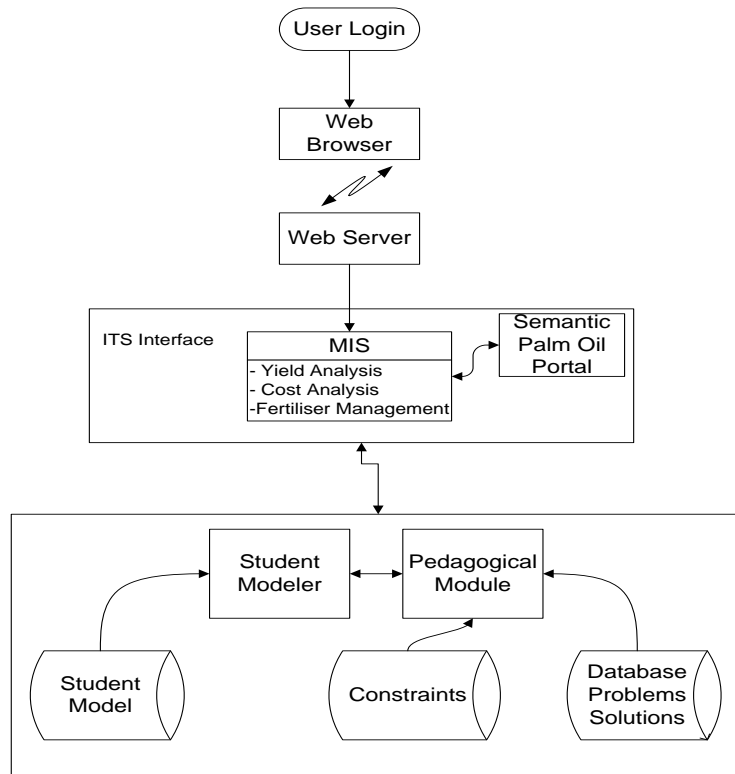 User Login
Web
Browser
Web Server
ITS Interface
MIS
- Yield Analysis
- Cost Analysis
-Fertiliser Management
Semantic
Palm Oil
Portal
Student
Modeler
Pedagogical
Module
Student
Model
Constraints
Database
Problems
Solutions